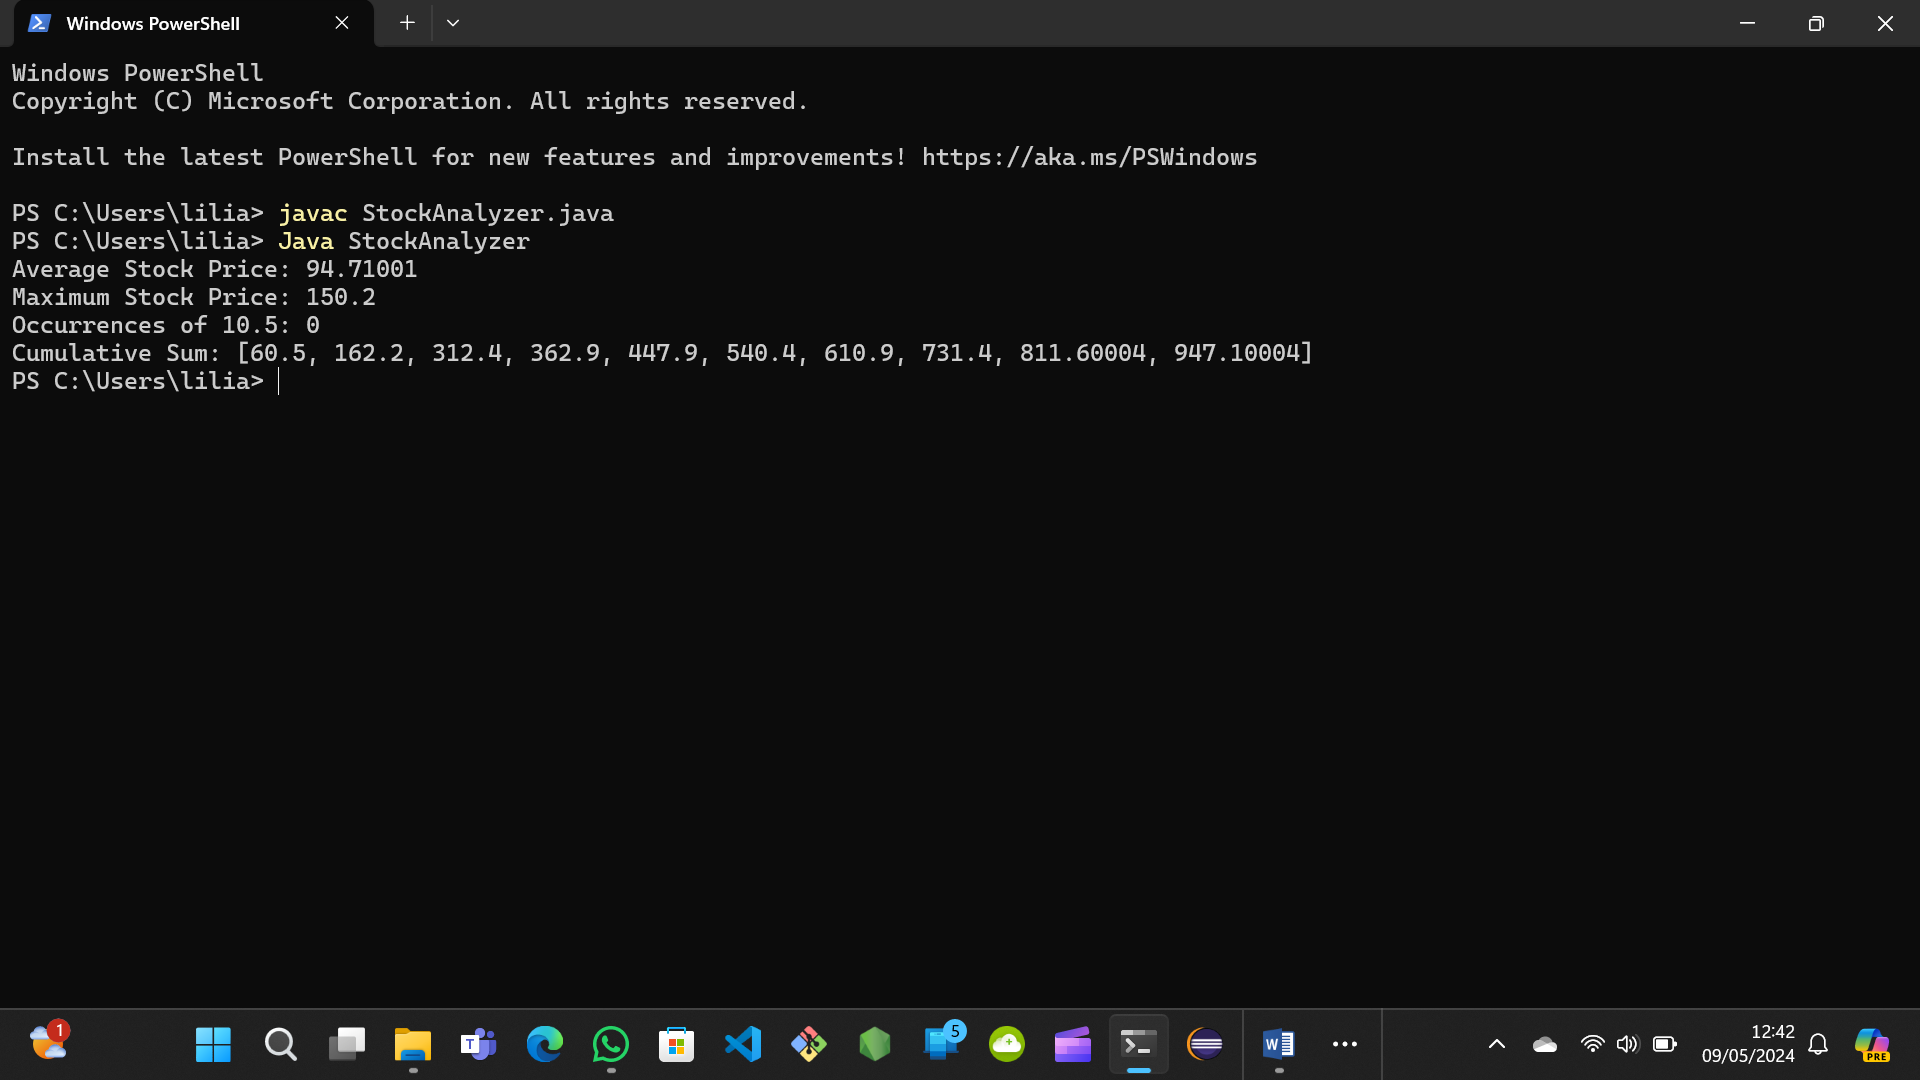 Windows PowerShell
Windows PowerShell
Copyright (C) Microsoft Corporation. All rights reserved.
Install the latest PowerShell for new features and improvements! https://aka.ms/PSWindows
PS C:\Users\lilia> javac StockAnalyzer.java
PS C:\Users\lilia> Java StockAnalyzer
Average Stock Price: 94.71001
Maximum Stock Price: 150.2
Occurrences of 10.5: 0
Cumulative Sum: [60.5, 162.2, 312.4, 362.9, 447.9, 540.4, 610.9, 731.4, 811.60004, 947.10004]
PS C:\Users\lilia>
1
T
5
W
12:42
09/05/2024
PRE